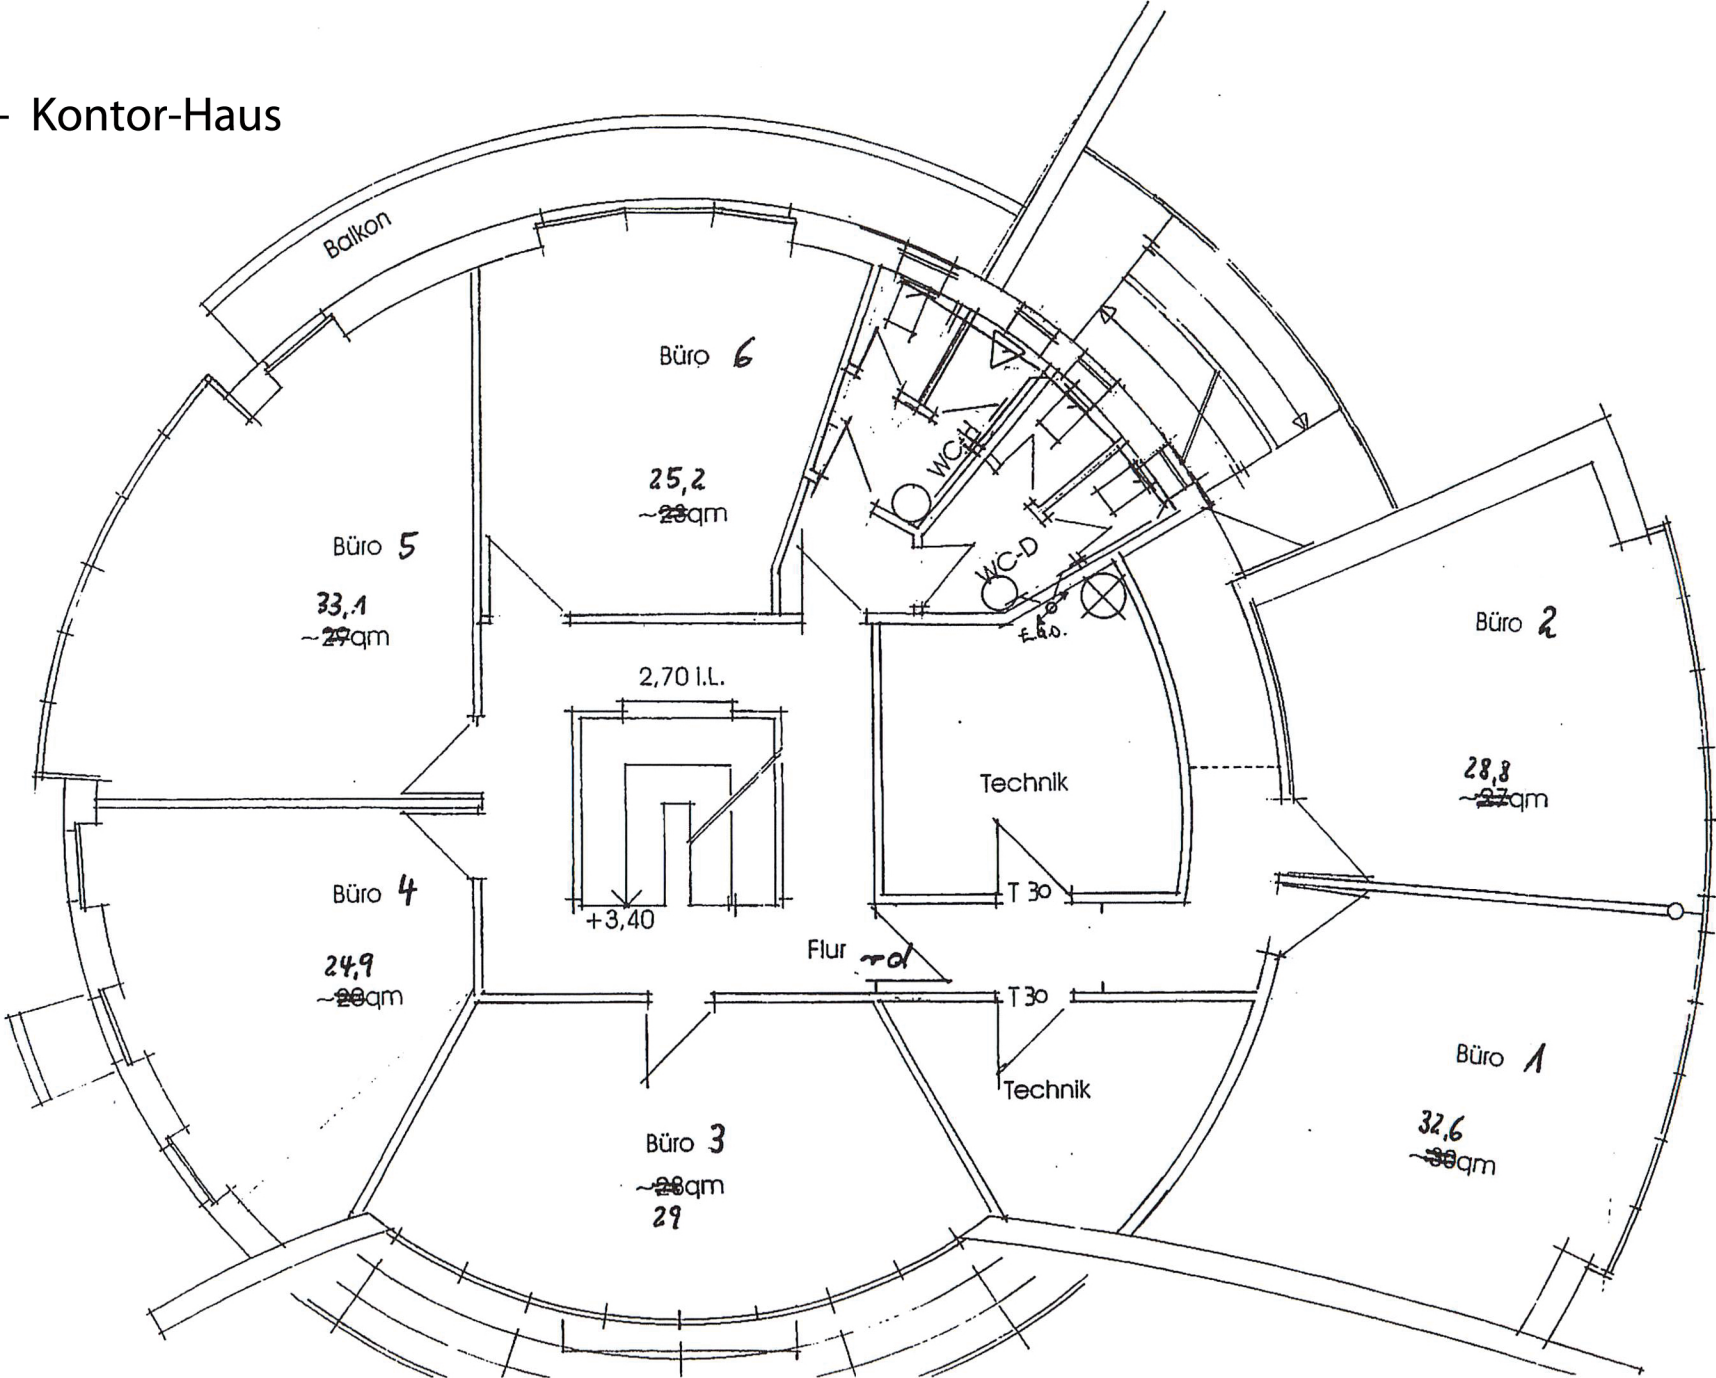 - Kontor-Haus
Balkon
Büro 6
25,2
~23qm
WC-H
WC-D
E.G.D.
Büro 5
33,1
~29qm
Büro 2
28,8
~27qm
2,70 l.L.
Technik
T 30
+3,40
Flur rd
T 30
Technik
Büro 4
24,9
~20qm
Büro 1
32,6
~30qm
Büro 3
~28qm
29